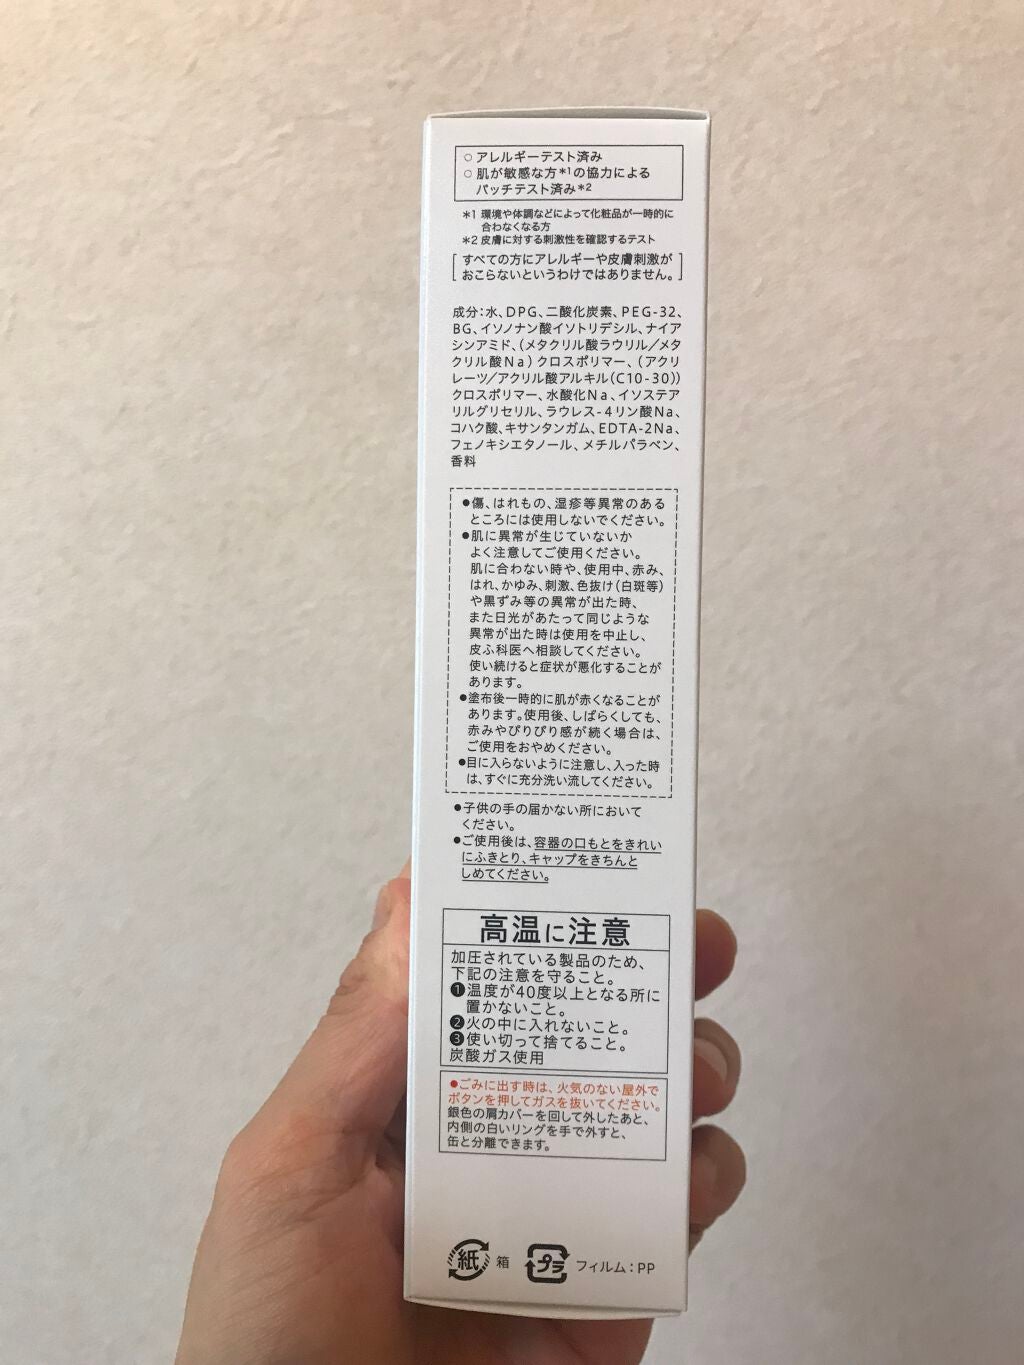 ○ アレルギーテスト済み
○ 肌が敏感な方*1の協力による
パッチテスト済み*2
*1 環境や体調などによって化粧品が一時的に
合わなくなる方
*2 皮膚に対する刺激性を確認するテスト
[すべての方にアレルギーや皮膚刺激が
おこらないというわけではありません。]
成分:水、DPG、二酸化炭素、PEG-32、
BG、イソノナン酸イソトリデシル、ナイア
シンアミド、(メタクリル酸ラウリル/メタ
クリル酸Na)クロスポリマー、(アクリ
レーツ/アクリル酸アルキル(C10-30))
クロスポリマー、水酸化Na、イソステア
リルグリセリル、ラウレス-4リン酸Na、
コハク酸、キサンタンガム、EDTA-2Na、
フェノキシエタノール、メチルパラベン、
香料
●傷、はれもの、湿疹等異常のある
ところには使用しないでください。
●肌に異常が生じていないか
よく注意してご使用ください。
肌に合わない時や、使用中、赤み、
はれ、かゆみ、刺激、色抜け(白斑等)
や黒ずみ等の異常が出た時、
また日光があたって同じような
異常が出た時は使用を中止し、
皮ふ科医へ相談してください。
使い続けると症状が悪化することが
あります。
●塗布後一時的に肌が赤くなることが
あります。使用後、しばらくしても、
赤みやぴりぴり感が続く場合は、
ご使用をおやめください。
●目に入らないように注意し、入った時
は、すぐに充分洗い流してください。
●子供の手の届かない所において
ください。
●ご使用後は、容器の口もとをきれい
にふきとり、キャップをきちんと
しめてください。
高温に注意
加圧されている製品のため、
下記の注意を守ること。
❶温度が40度以上となる所に
置かないこと。
❷火の中に入れないこと。
❸使い切って捨てること。
炭酸ガス使用
●ごみに出す時は、火気のない屋外で
ボタンを押してガスを抜いてください。
銀色の肩カバーを回して外したあと、
内側の白いリングを手で外すと、
缶と分離できます。
紙 箱 プラ フィルム:PP